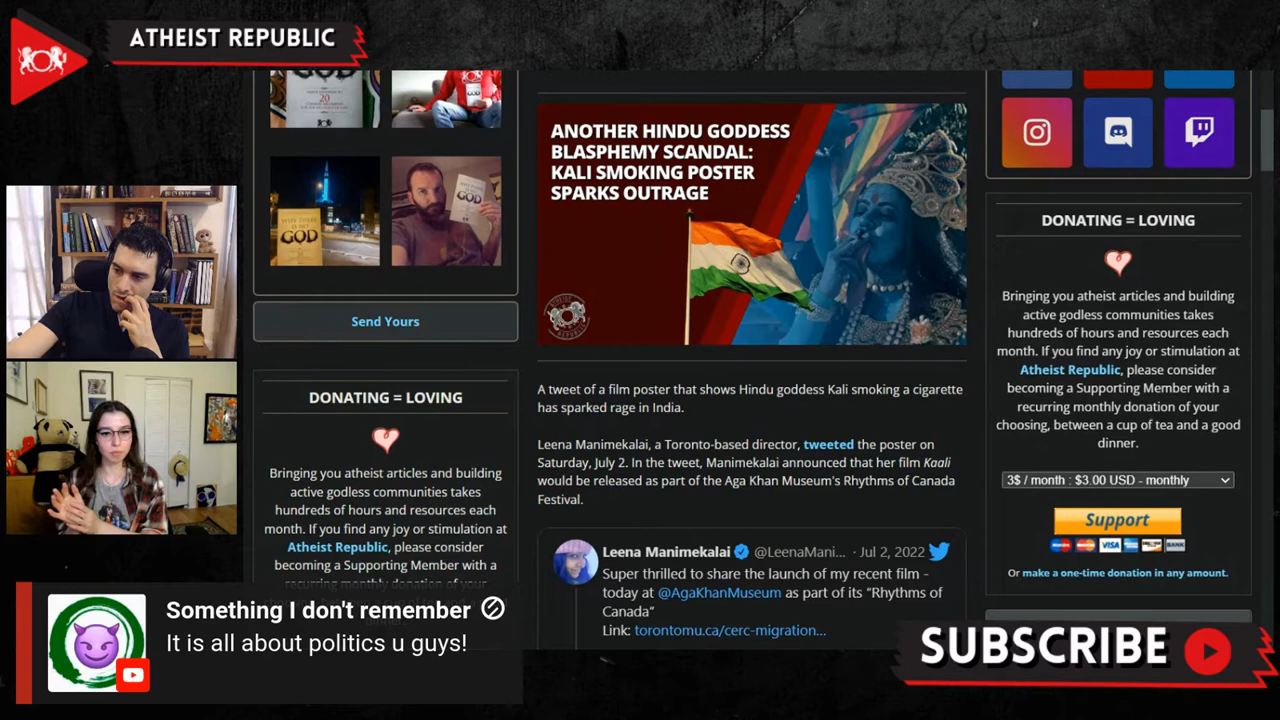 ATHEIST REPUBLIC
GOD
GOD
GOD
Send Yours
DONATING = LOVING
Bringing you atheist articles and building
active godless communities takes
hundreds of hours and resources each
month. If you find any joy or stimulation at
Atheist Republic, please consider
becoming a Supporting Member with a
recurring monthly donation of your
ANOTHER HINDU GODDESS
BLASPHEMY SCANDAL:
KALI SMOKING POSTER
SPARKS OUTRAGE
A tweet of a film poster that shows Hindu goddess Kali smoking a cigarette
has sparked rage in India.
Leena Manimekalai, a Toronto-based director, tweeted the poster on
Saturday, July 2. In the tweet, Manimekalai announced that her film Kaali
would be released as part of the Aga Khan Museum's Rhythms of Canada
Festival.
Leena Manimekalai @LeenaMani... · Jul 2, 2022
Super thrilled to share the launch of my recent film -
today at @AgaKhanMuseum as part of its “Rhythms of
Canada”
Link: torontomu.ca/cerc-migration...
DONATING = LOVING
Bringing you atheist articles and building
active godless communities takes
hundreds of hours and resources each
month. If you find any joy or stimulation at
Atheist Republic, please consider
becoming a Supporting Member with a
recurring monthly donation of your
choosing, between a cup of tea and a good
dinner.
3$ / month : $3.00 USD - monthly
Support
VISA
BANK
Or make a one-time donation in any amount.
Something I don't remember
It is all about politics u guys!
SUBSCRIBE